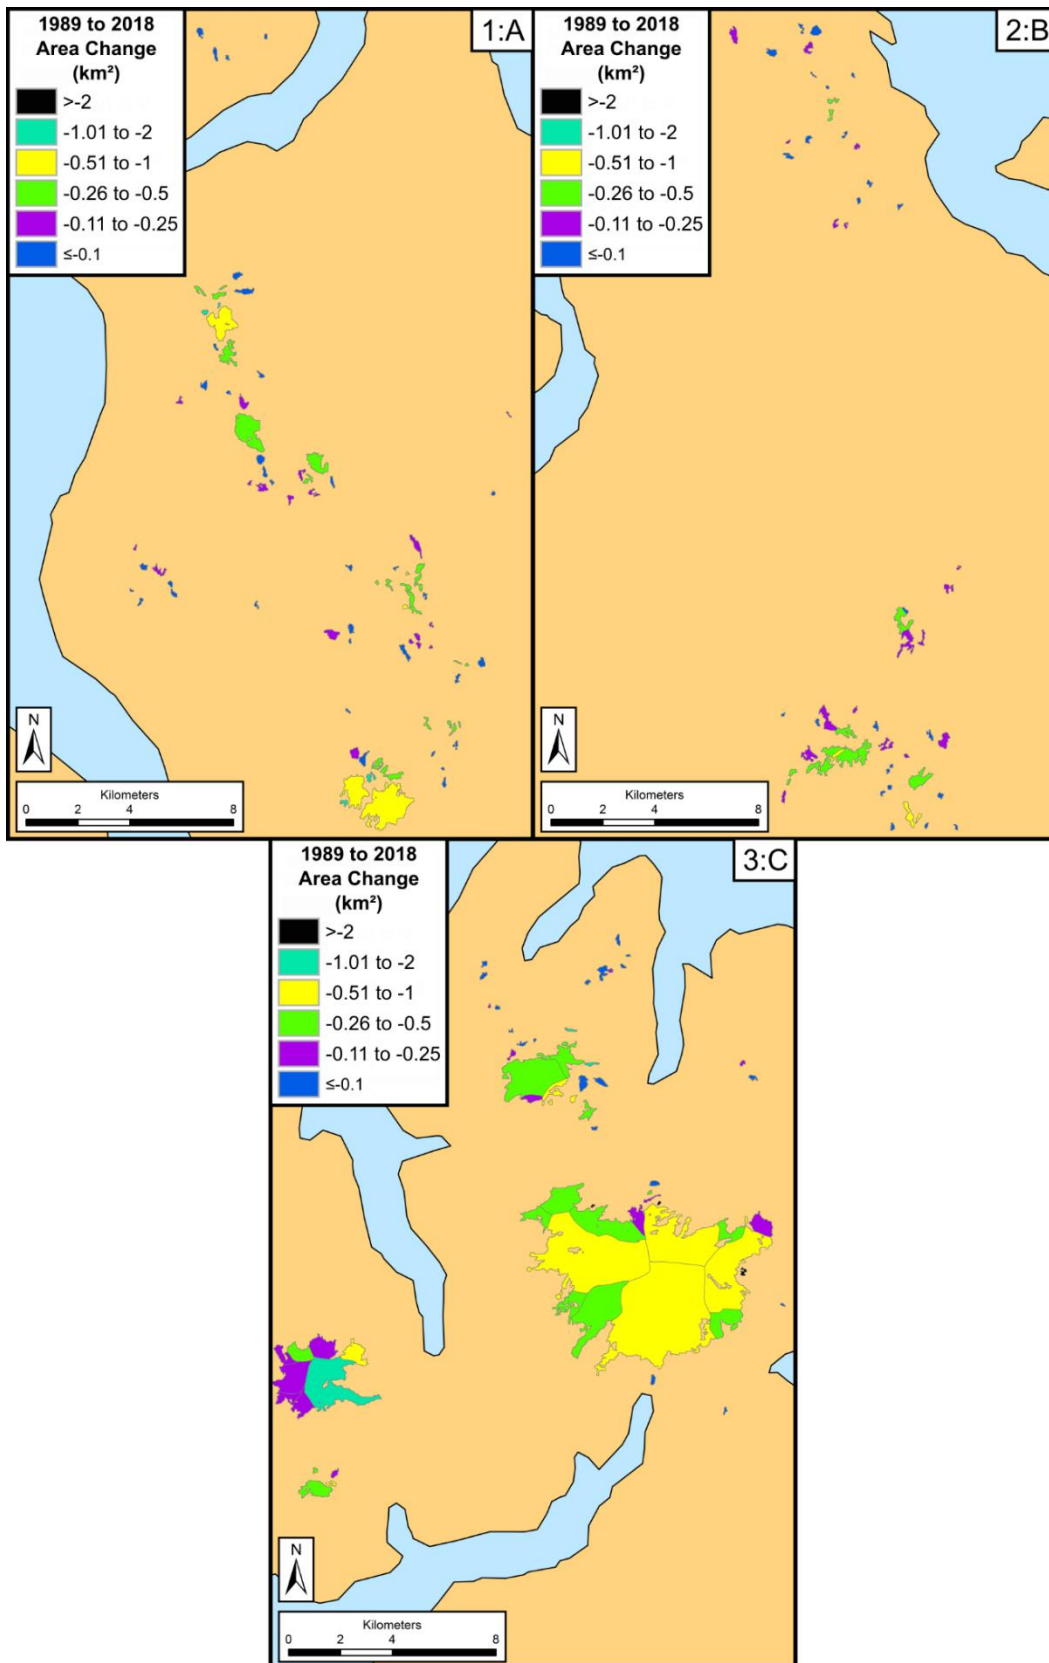 1989 to 2018
Area Change
(km²)
>-2
-1.01 to -2
-0.51 to -1
-0.26 to -0.5
-0.11 to -0.25
≤-0.1
1:A
N
Kilometers
0 2 4 8
1989 to 2018
Area Change
(km²)
>-2
-1.01 to -2
-0.51 to -1
-0.26 to -0.5
-0.11 to -0.25
≤-0.1
2:B
N
Kilometers
0 2 4 8
1989 to 2018
Area Change
(km²)
>-2
-1.01 to -2
-0.51 to -1
-0.26 to -0.5
-0.11 to -0.25
≤-0.1
3:C
N
Kilometers
0 2 4 8